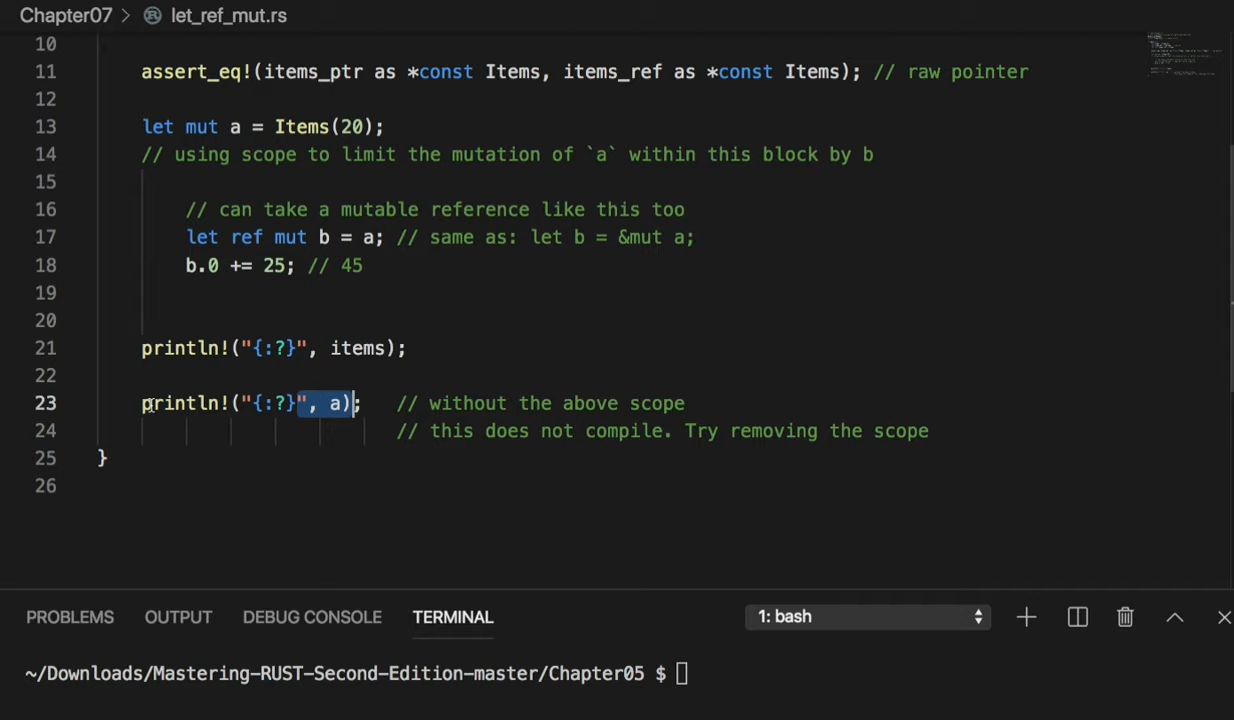 Chapter07 > let_ref_mut.rs
10
11 assert_eq!(items_ptr as *const Items, items_ref as *const Items); // raw pointer
12
13 let mut a = Items(20);
14 // using scope to limit the mutation of `a` within this block by b
15
16 // can take a mutable reference like this too
17 let ref mut b = a; // same as: let b = &mut a;
18 b.0 += 25; // 45
19
20
21 println!("{:?}", items);
22
23 println!("{:?}", a); // without the above scope
24 // this does not compile. Try removing the scope
25 }
26
PROBLEMS OUTPUT DEBUG CONSOLE TERMINAL 1: bash
~/Downloads/Mastering-RUST-Second-Edition-master/Chapter05 $